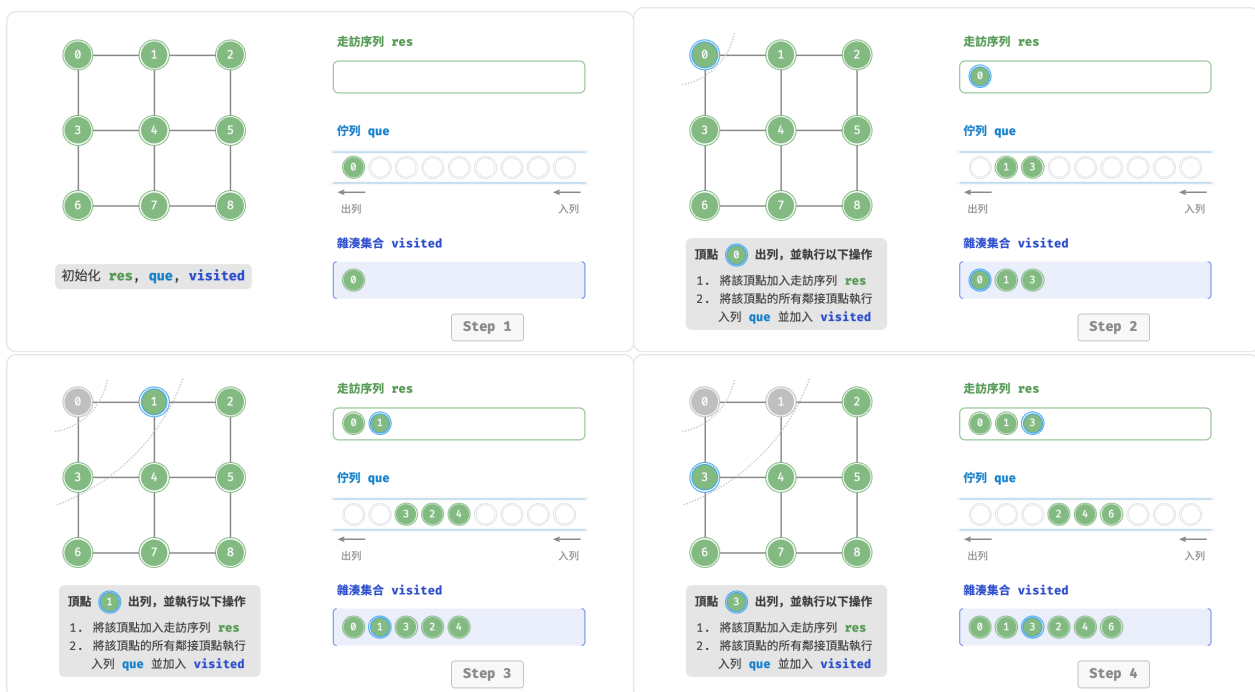 0 1 2
3 4 5
6 7 8
初始化 res, que, visited
走訪序列 res
佇列 que
0
出列 入列
雜湊集合 visited
0
Step 1
0 1 2
3 4 5
6 7 8
頂點 0 出列，並執行以下操作
1. 將該頂點加入走訪序列 res
2. 將該頂點的所有鄰接頂點執行
入列 que 並加入 visited
走訪序列 res
0
佇列 que
1 3
出列 入列
雜湊集合 visited
0 1 3
Step 2
0 1 2
3 4 5
6 7 8
頂點 1 出列，並執行以下操作
1. 將該頂點加入走訪序列 res
2. 將該頂點的所有鄰接頂點執行
入列 que 並加入 visited
走訪序列 res
0 1
佇列 que
3 2 4
出列 入列
雜湊集合 visited
0 1 3 2 4
Step 3
0 1 2
3 4 5
6 7 8
頂點 3 出列，並執行以下操作
1. 將該頂點加入走訪序列 res
2. 將該頂點的所有鄰接頂點執行
入列 que 並加入 visited
走訪序列 res
0 1 3
佇列 que
2 4 6
出列 入列
雜湊集合 visited
0 1 3 2 4 6
Step 4